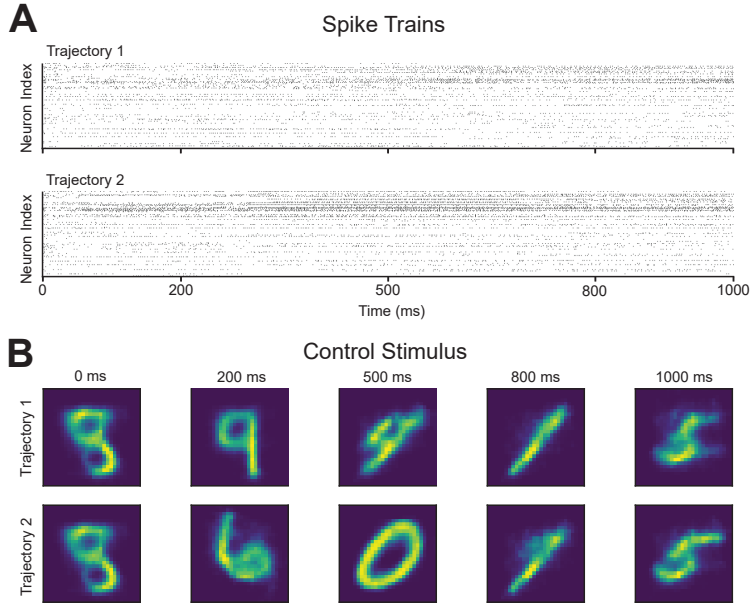 A
Spike Trains
Trajectory 1
Neuron Index
Trajectory 2
Neuron Index
0 200 500 800 1000
Time (ms)
B
Control Stimulus
0 ms 200 ms 500 ms 800 ms 1000 ms
Trajectory 1
Trajectory 2